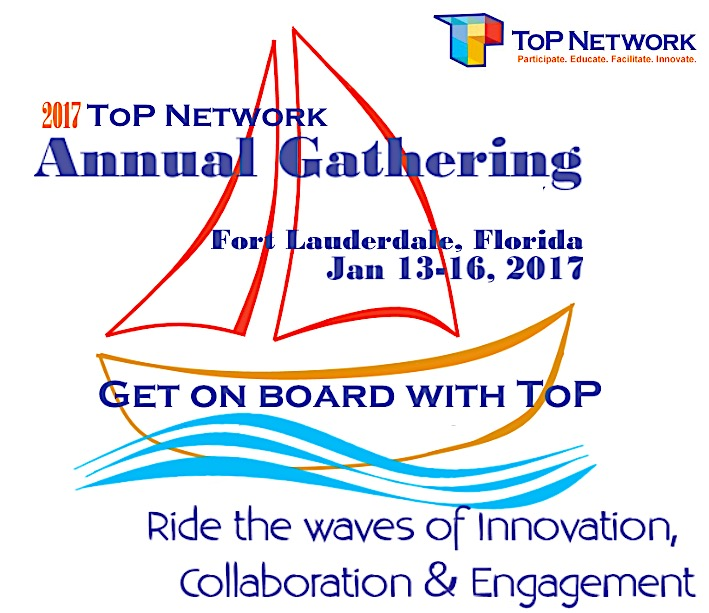 ToP Network
Participate. Educate. Facilitate. Innovate.
2017 ToP Network
Annual Gathering
Fort Lauderdale, Florida
Jan 13-16, 2017
Get on board with ToP
Ride the waves of Innovation,
Collaboration & Engagement